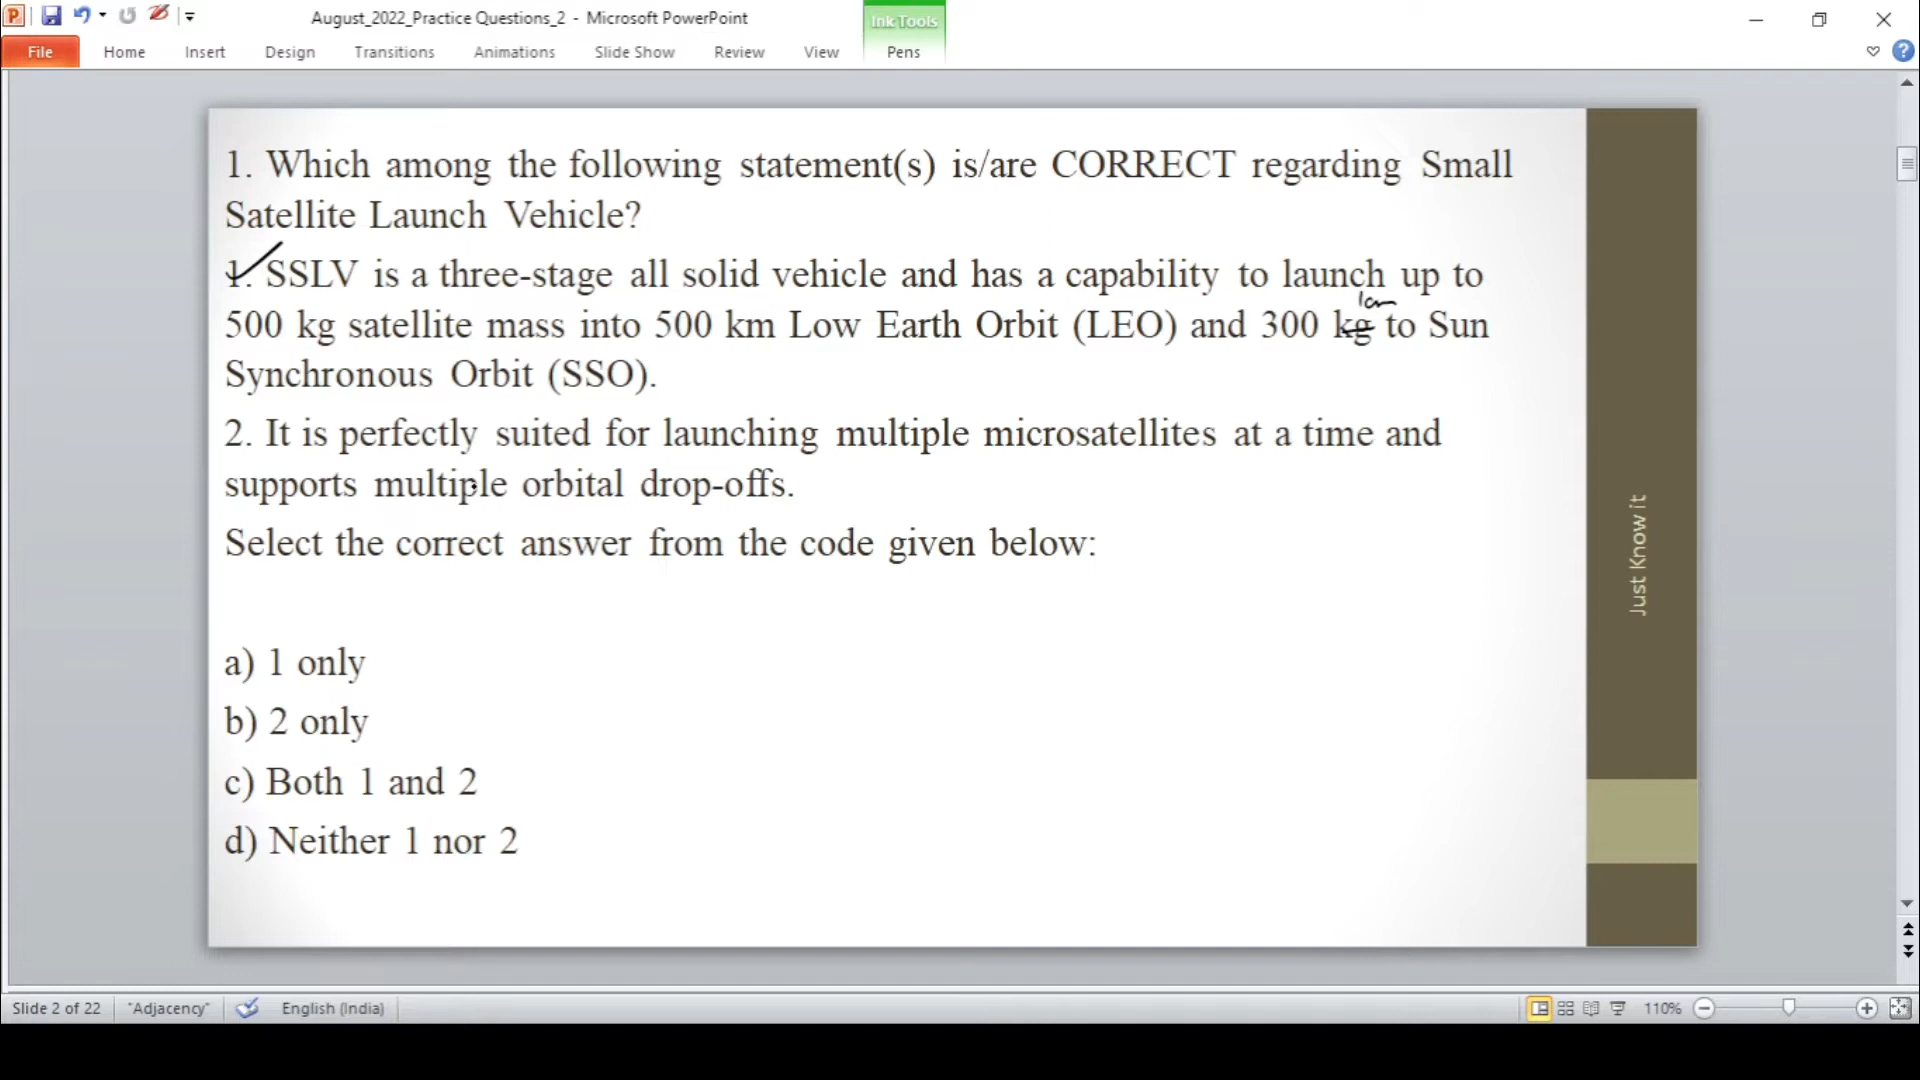 August_2022_Practice Questions_2 - Microsoft PowerPoint
Ink Tools
File Home Insert Design Transitions Animations Slide Show Review View Pens
1. Which among the following statement(s) is/are CORRECT regarding Small
Satellite Launch Vehicle?
1. SSLV is a three-stage all solid vehicle and has a capability to launch up to
km
500 kg satellite mass into 500 km Low Earth Orbit (LEO) and 300 kg to Sun
Synchronous Orbit (SSO).
2. It is perfectly suited for launching multiple microsatellites at a time and
supports multiple orbital drop-offs.
Select the correct answer from the code given below:
a) 1 only
b) 2 only
c) Both 1 and 2
d) Neither 1 nor 2
Just Know it
Slide 2 of 22 "Adjacency" English (India) 110%